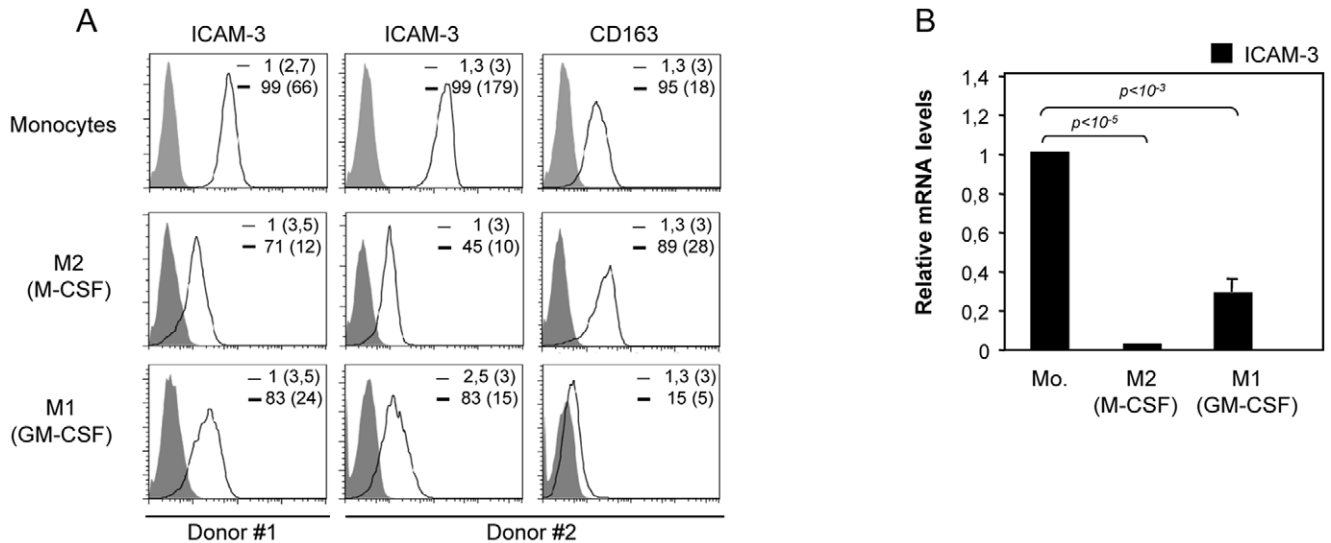 A
ICAM-3 ICAM-3 CD163
Monocytes
— 1 (2,7)
— 99 (66)
— 1,3 (3)
— 99 (179)
— 1,3 (3)
— 95 (18)
M2
(M-CSF)
— 1 (3,5)
— 71 (12)
— 1 (3)
— 45 (10)
— 1,3 (3)
— 89 (28)
M1
(GM-CSF)
— 1 (3,5)
— 83 (24)
— 2,5 (3)
— 83 (15)
— 1,3 (3)
— 15 (5)
Donor #1 Donor #2
B
ICAM-3
Relative mRNA levels
1,4
1,2
1
0,8
0,6
0,4
0,2
0
p<10⁻³
p<10⁻⁵
Mo. M2 M1
(M-CSF) (GM-CSF)